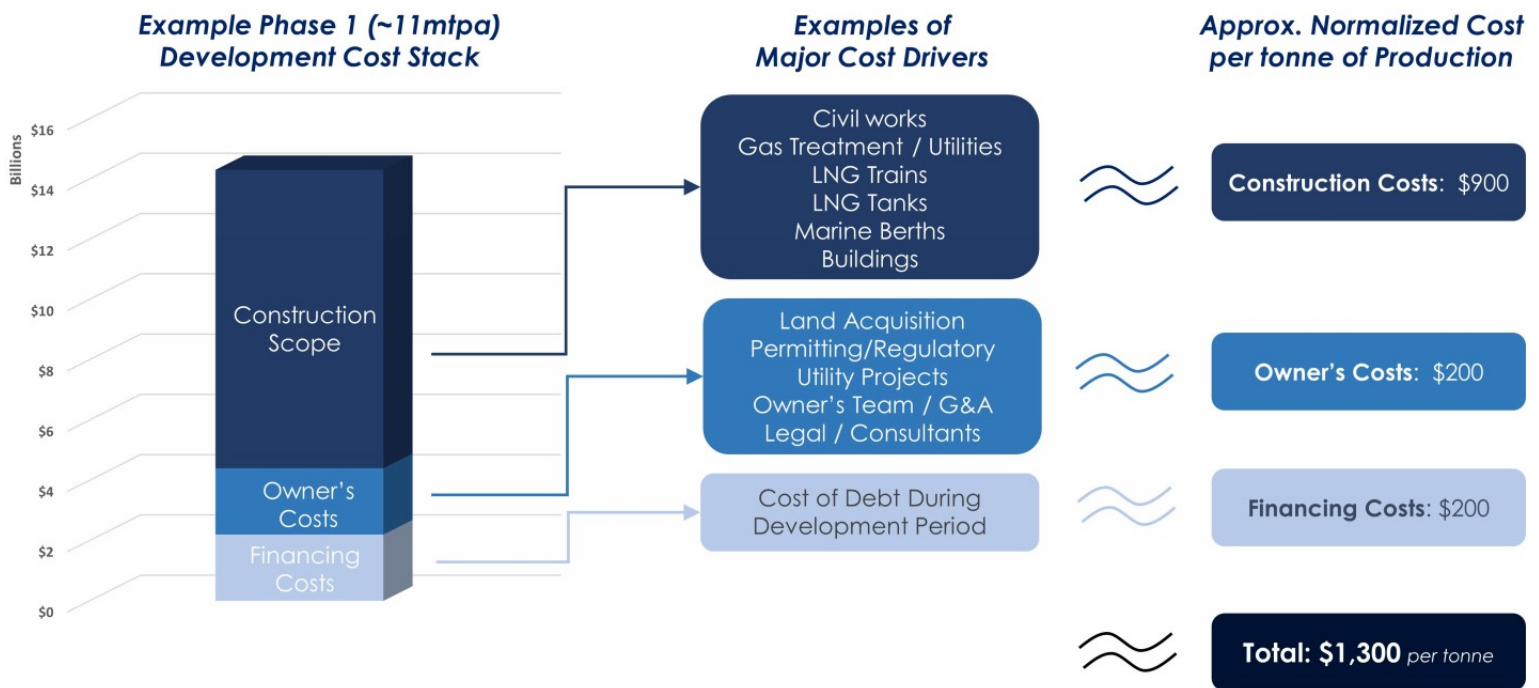 Example Phase 1 (~11mtpa)
Development Cost Stack
Billions
$16
$14
$12
$10
$8
$6
$4
$2
$0
Construction
Scope
Owner's
Costs
Financing
Costs
Examples of
Major Cost Drivers
Civil works
Gas Treatment / Utilities
LNG Trains
LNG Tanks
Marine Berths
Buildings
Land Acquisition
Permitting/Regulatory
Utility Projects
Owner's Team / G&A
Legal / Consultants
Cost of Debt During
Development Period
Approx. Normalized Cost
per tonne of Production
Construction Costs: $900
Owner's Costs: $200
Financing Costs: $200
Total: $1,300 per tonne